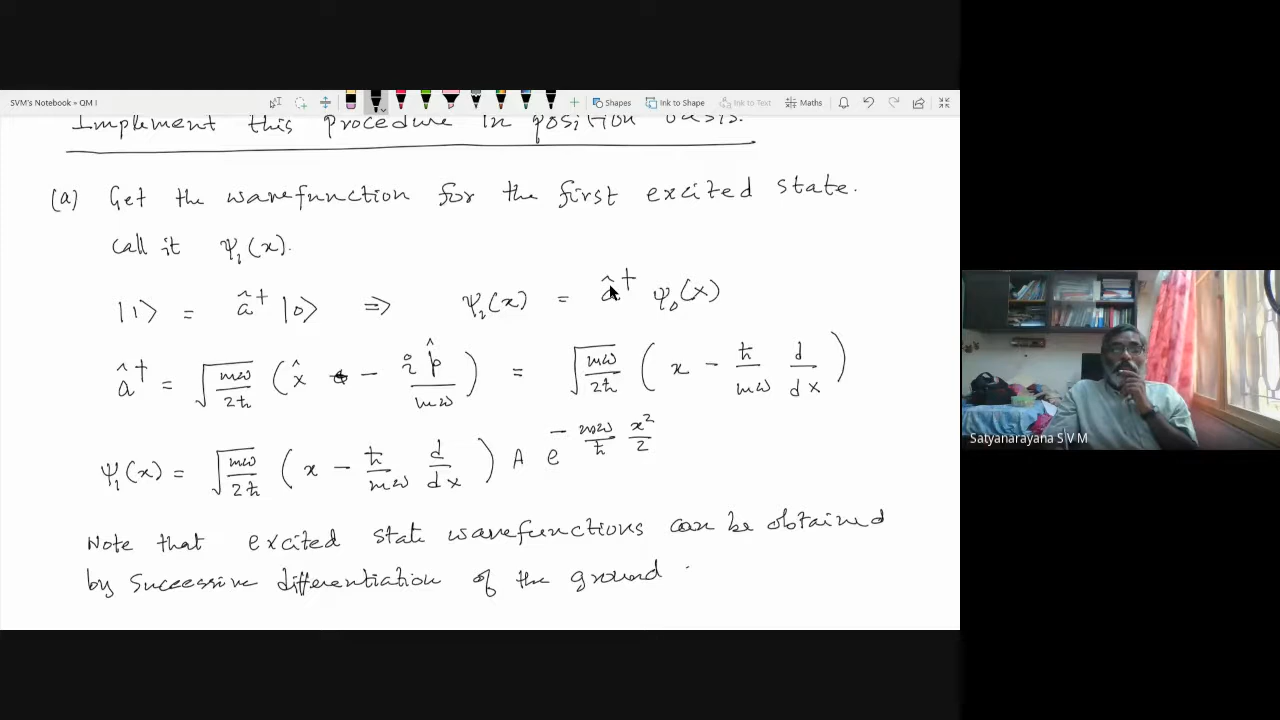 SVM's Notebook » QM I
Shapes
Ink to Shape
Ink to Text
Maths
Implement this procedure in position basis.
(a) Get the wavefunction for the first excited state.
call it ψ₁(x).
|1⟩ = â† |0⟩ ⟹ ψ₁(x) = â† ψ₀(x)
â† = √(mω/2ħ) ( x̂ - i p̂/mω ) = √(mω/2ħ) ( x - ħ/mω d/dx )
ψ₁(x) = √(mω/2ħ) ( x - ħ/mω d/dx ) A e^(-mω/ħ x²/2)
Note that excited state wavefunctions can be obtained
by successive differentiation of the ground
Satyanarayana S V M